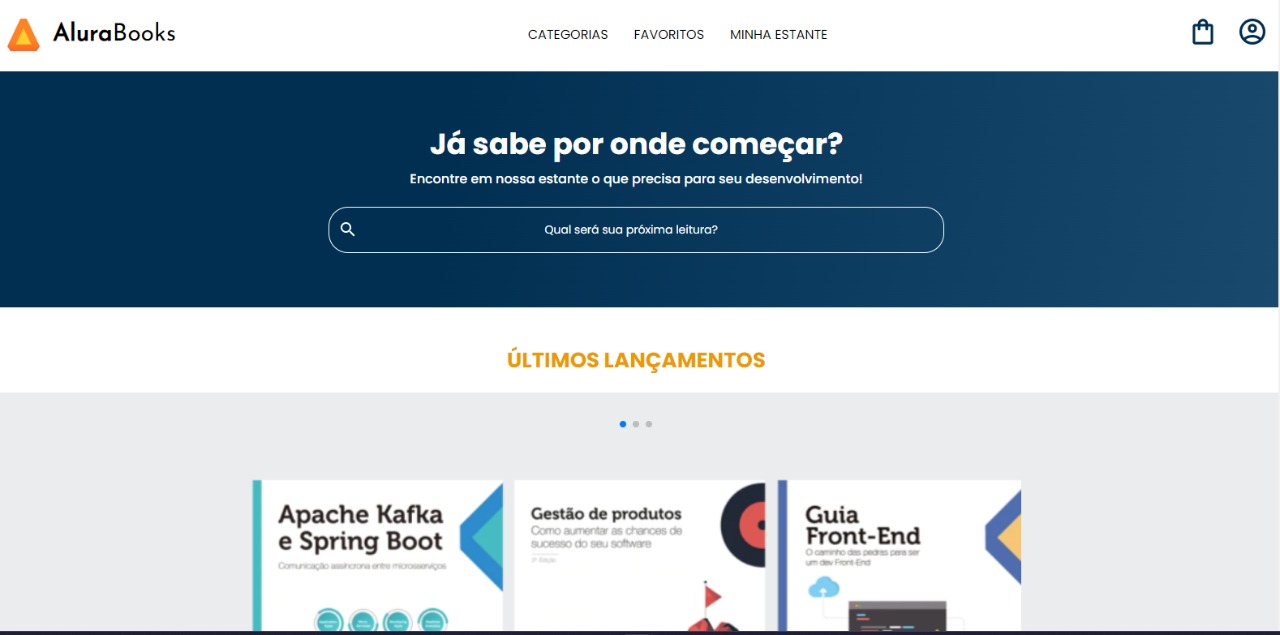 AluraBooks
CATEGORIAS FAVORITOS MINHA ESTANTE
Já sabe por onde começar?
Encontre em nossa estante o que precisa para seu desenvolvimento!
Qual será sua próxima leitura?
ÚLTIMOS LANÇAMENTOS
Apache Kafka
e Spring Boot
Comunicação assíncrona entre microsserviços
Gestão de produtos
Como aumentar as chances de
sucesso do seu software
Guia
Front-End
O caminho das pedras para ser
um dev Front-End